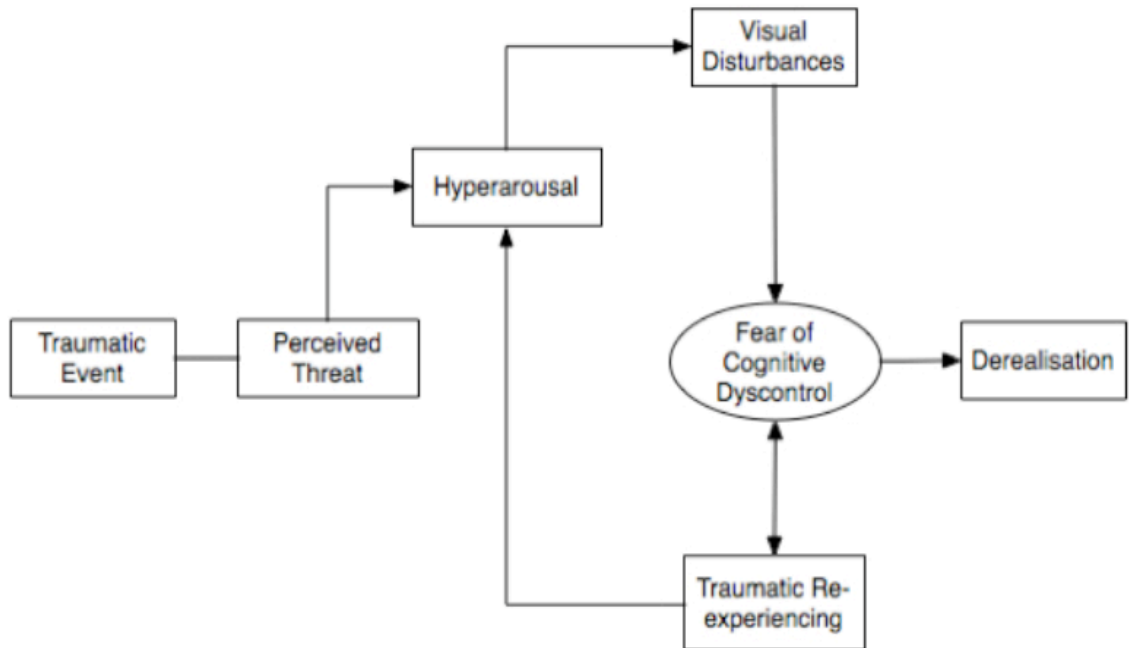 Visual
Disturbances
Hyperarousal
Traumatic
Event
Perceived
Threat
Fear of
Cognitive
Dyscontrol
Derealisation
Traumatic Re-
experiencing